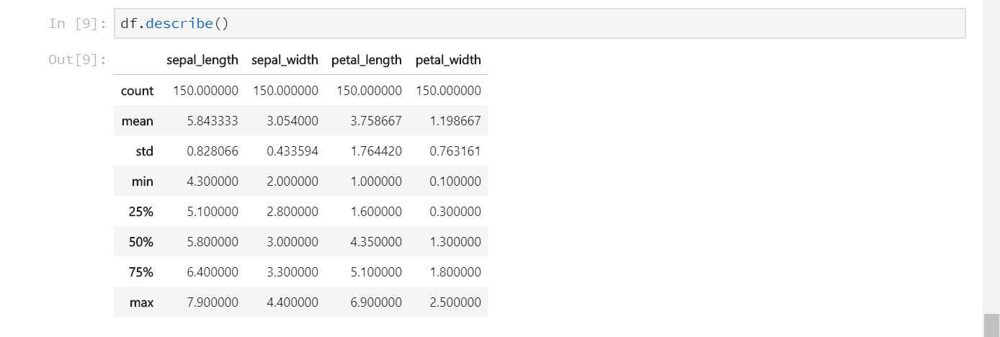 In [9]: df.describe()
Out[9]:
sepal_length sepal_width petal_length petal_width
count 150.000000 150.000000 150.000000 150.000000
mean 5.843333 3.054000 3.758667 1.198667
std 0.828066 0.433594 1.764420 0.763161
min 4.300000 2.000000 1.000000 0.100000
25% 5.100000 2.800000 1.600000 0.300000
50% 5.800000 3.000000 4.350000 1.300000
75% 6.400000 3.300000 5.100000 1.800000
max 7.900000 4.400000 6.900000 2.500000